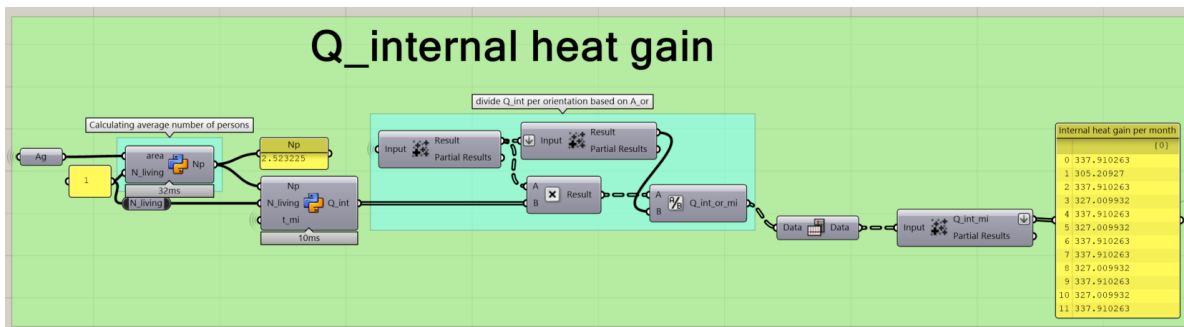 Q_internal heat gain
divide Q_int per orientation based on A_or
Calculating average number of persons
Ag
1
area
N_living
Np
32ms
N_living
Np
2.523225
Np
N_living
t_mi
Q_int
10ms
Input
Result
Partial Results
Input
Result
Partial Results
A
B
Result
A
B
A/B
Q_int_or_mi
Data
Data
Input
Q_int_mi
Partial Results
Internal heat gain per month
{0}
0 337.910263
1 305.20927
2 337.910263
3 327.009932
4 337.910263
5 327.009932
6 337.910263
7 337.910263
8 327.009932
9 337.910263
10 327.009932
11 337.910263